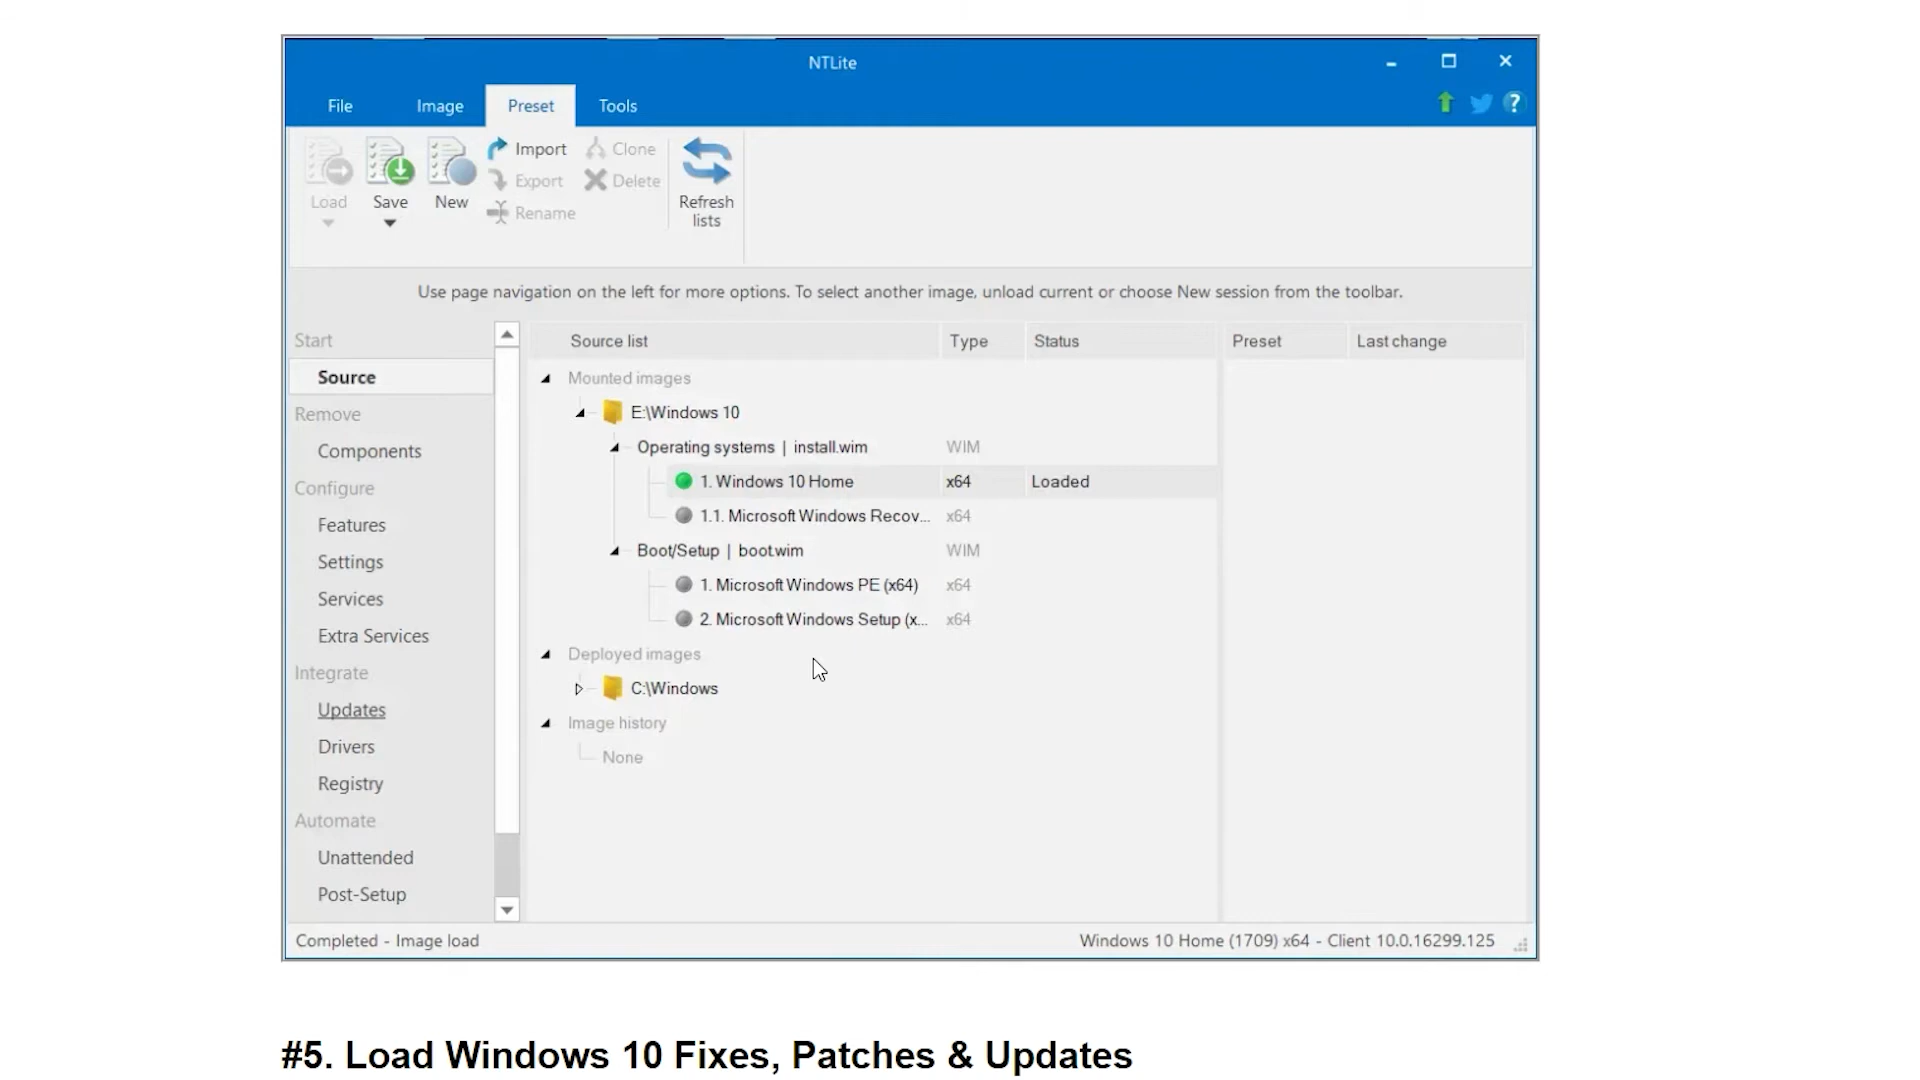 NTLite
File Image Preset Tools
?
Load Save New
Import Clone
Export Delete
Rename
Refresh
lists
Use page navigation on the left for more options. To select another image, unload current or choose New session from the toolbar.
Start
Source
Remove
Components
Configure
Features
Settings
Services
Extra Services
Integrate
Updates
Drivers
Registry
Automate
Unattended
Post-Setup
Source list Type Status Preset Last change
Mounted images
E:\Windows 10
Operating systems | install.wim WIM
1. Windows 10 Home x64 Loaded
1.1. Microsoft Windows Recov... x64
Boot/Setup | boot.wim WIM
1. Microsoft Windows PE (x64) x64
2. Microsoft Windows Setup (x... x64
Deployed images
C:\Windows
Image history
None
Completed - Image load Windows 10 Home (1709) x64 - Client 10.0.16299.125
#5. Load Windows 10 Fixes, Patches & Updates